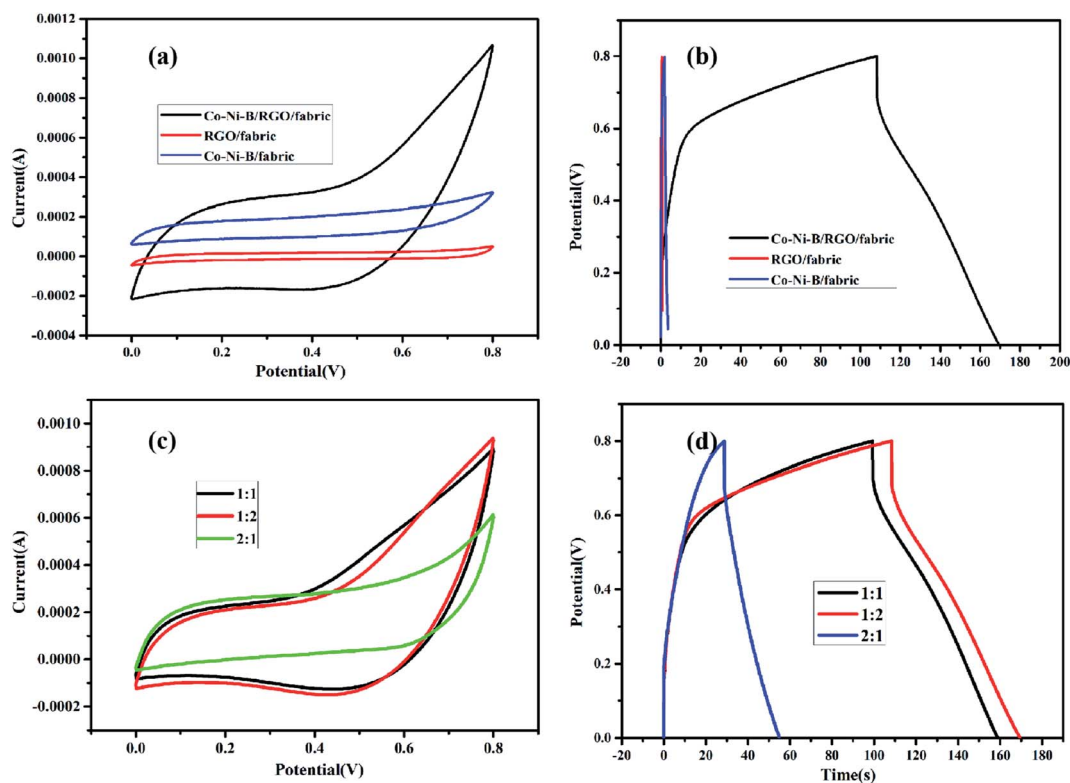 (a)
Co-Ni-B/RGO/fabric
RGO/fabric
Co-Ni-B/fabric
Current(A)
0.0012
0.0010
0.0008
0.0006
0.0004
0.0002
0.0000
-0.0002
-0.0004
0.0 0.2 0.4 0.6 0.8
Potential(V)
(b)
Co-Ni-B/RGO/fabric
RGO/fabric
Co-Ni-B/fabric
Potential(V)
0.8
0.6
0.4
0.2
0.0
-20 0 20 40 60 80 100 120 140 160 180 200
(c)
1:1
1:2
2:1
Current(A)
0.0010
0.0008
0.0006
0.0004
0.0002
0.0000
-0.0002
0.0 0.2 0.4 0.6 0.8
Potential(V)
(d)
1:1
1:2
2:1
Potential(V)
0.8
0.6
0.4
0.2
0.0
-20 0 20 40 60 80 100 120 140 160 180
Time(s)